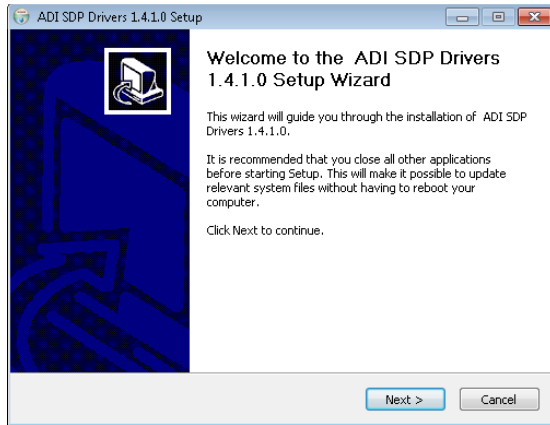 ADI SDP Drivers 1.4.1.0 Setup
Welcome to the ADI SDP Drivers
1.4.1.0 Setup Wizard
This wizard will guide you through the installation of ADI SDP
Drivers 1.4.1.0.
It is recommended that you close all other applications
before starting Setup. This will make it possible to update
relevant system files without having to reboot your
computer.
Click Next to continue.
Next >
Cancel